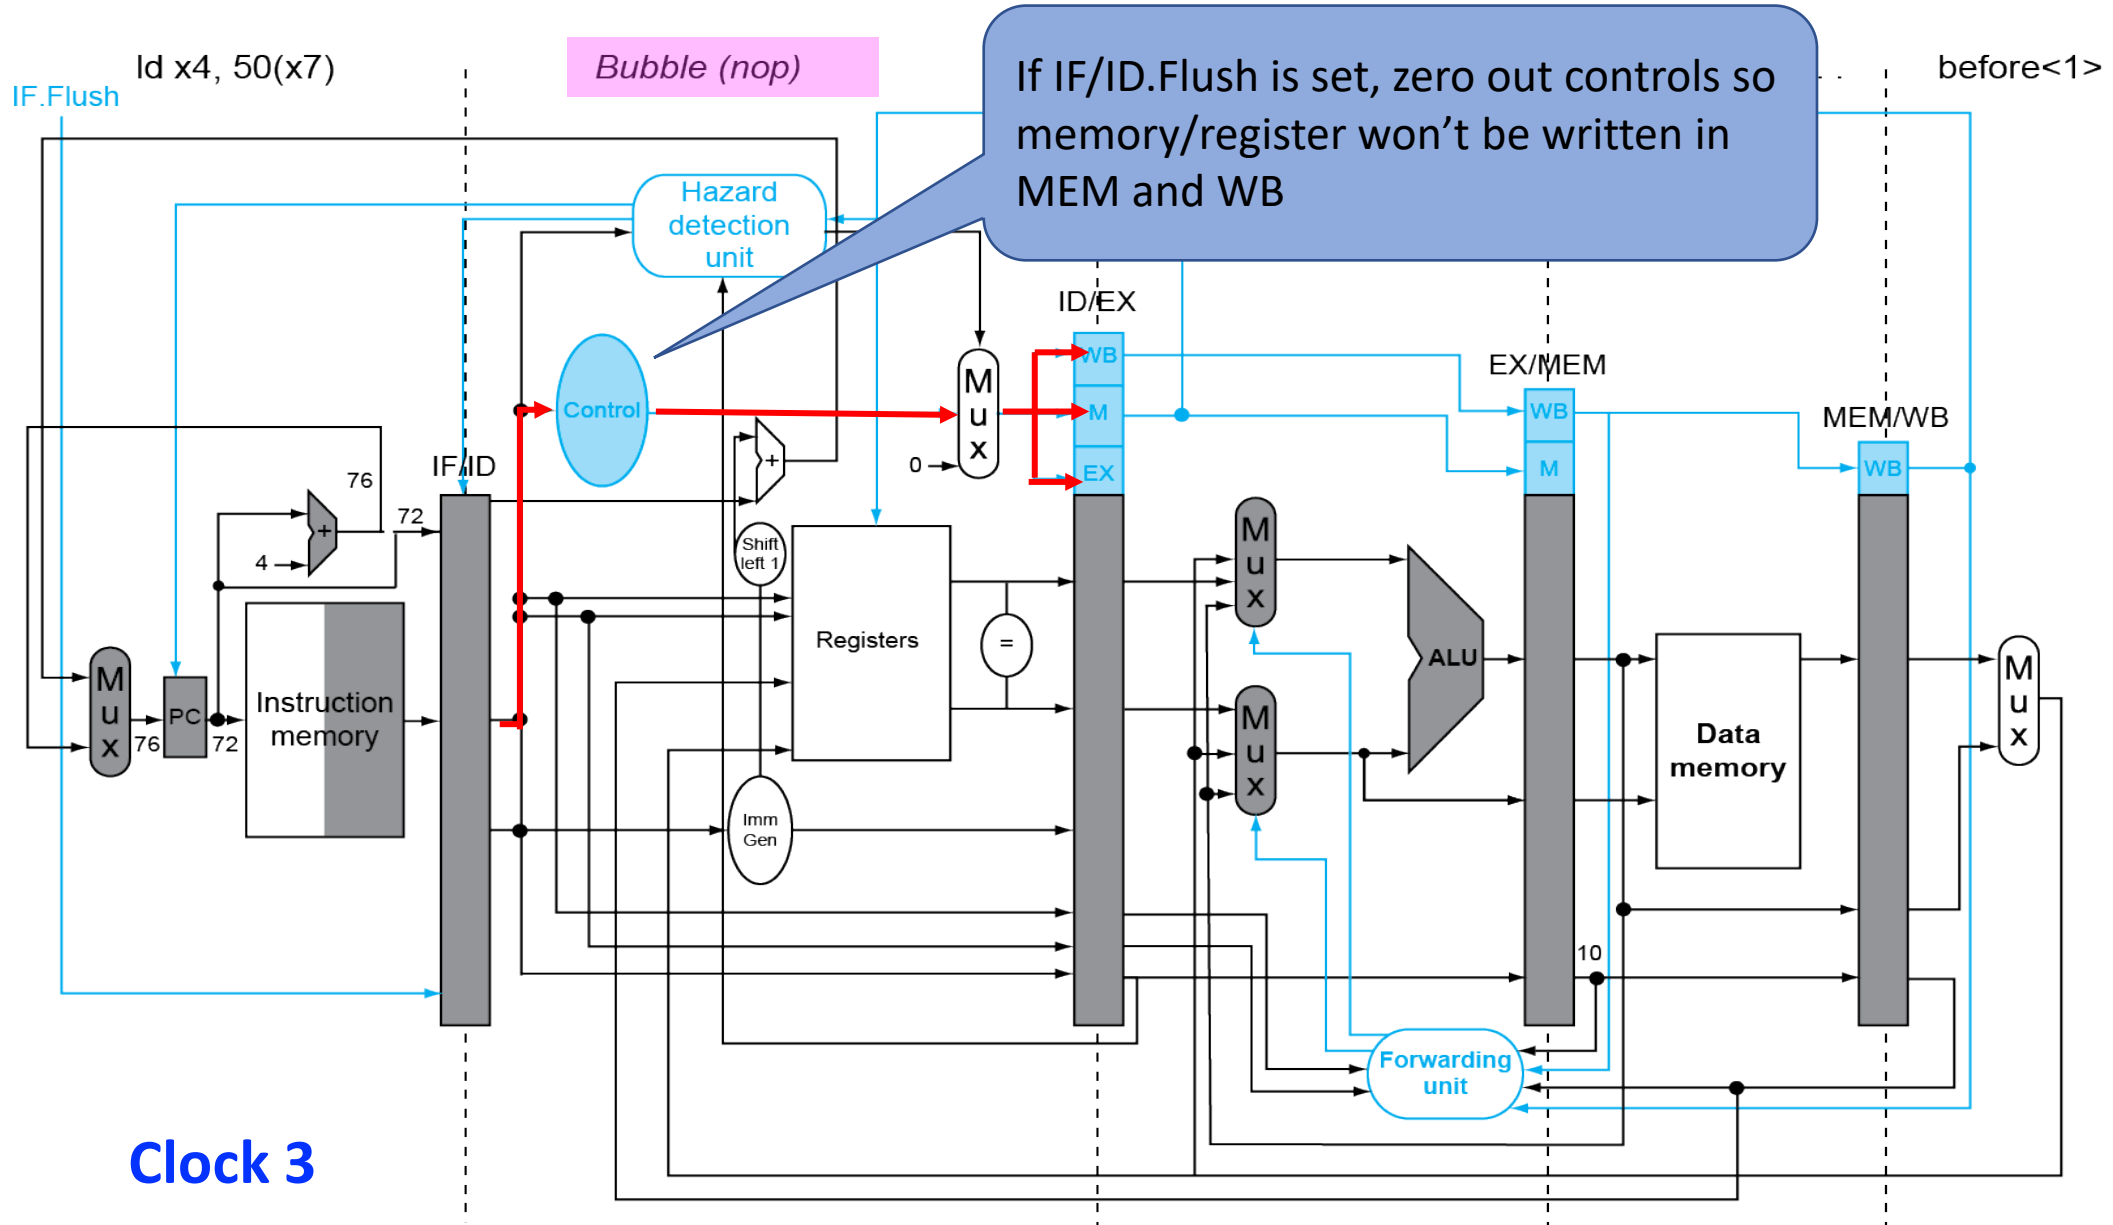 ld x4, 50(x7)
Bubble (nop)
before<1>
If IF/ID.Flush is set, zero out controls so
memory/register won’t be written in
MEM and WB
IF.Flush
Hazard
detection
unit
ID/EX
WB
M
EX
EX/MEM
WB
M
MEM/WB
WB
Control
M
u
x
0
IF/ID
+
76
72
+
4
Shift
left 1
Registers
=
M
u
x
M
u
x
ALU
M
u
x
PC
76
72
Instruction
memory
Data
memory
M
u
x
Imm
Gen
10
Forwarding
unit
Clock 3